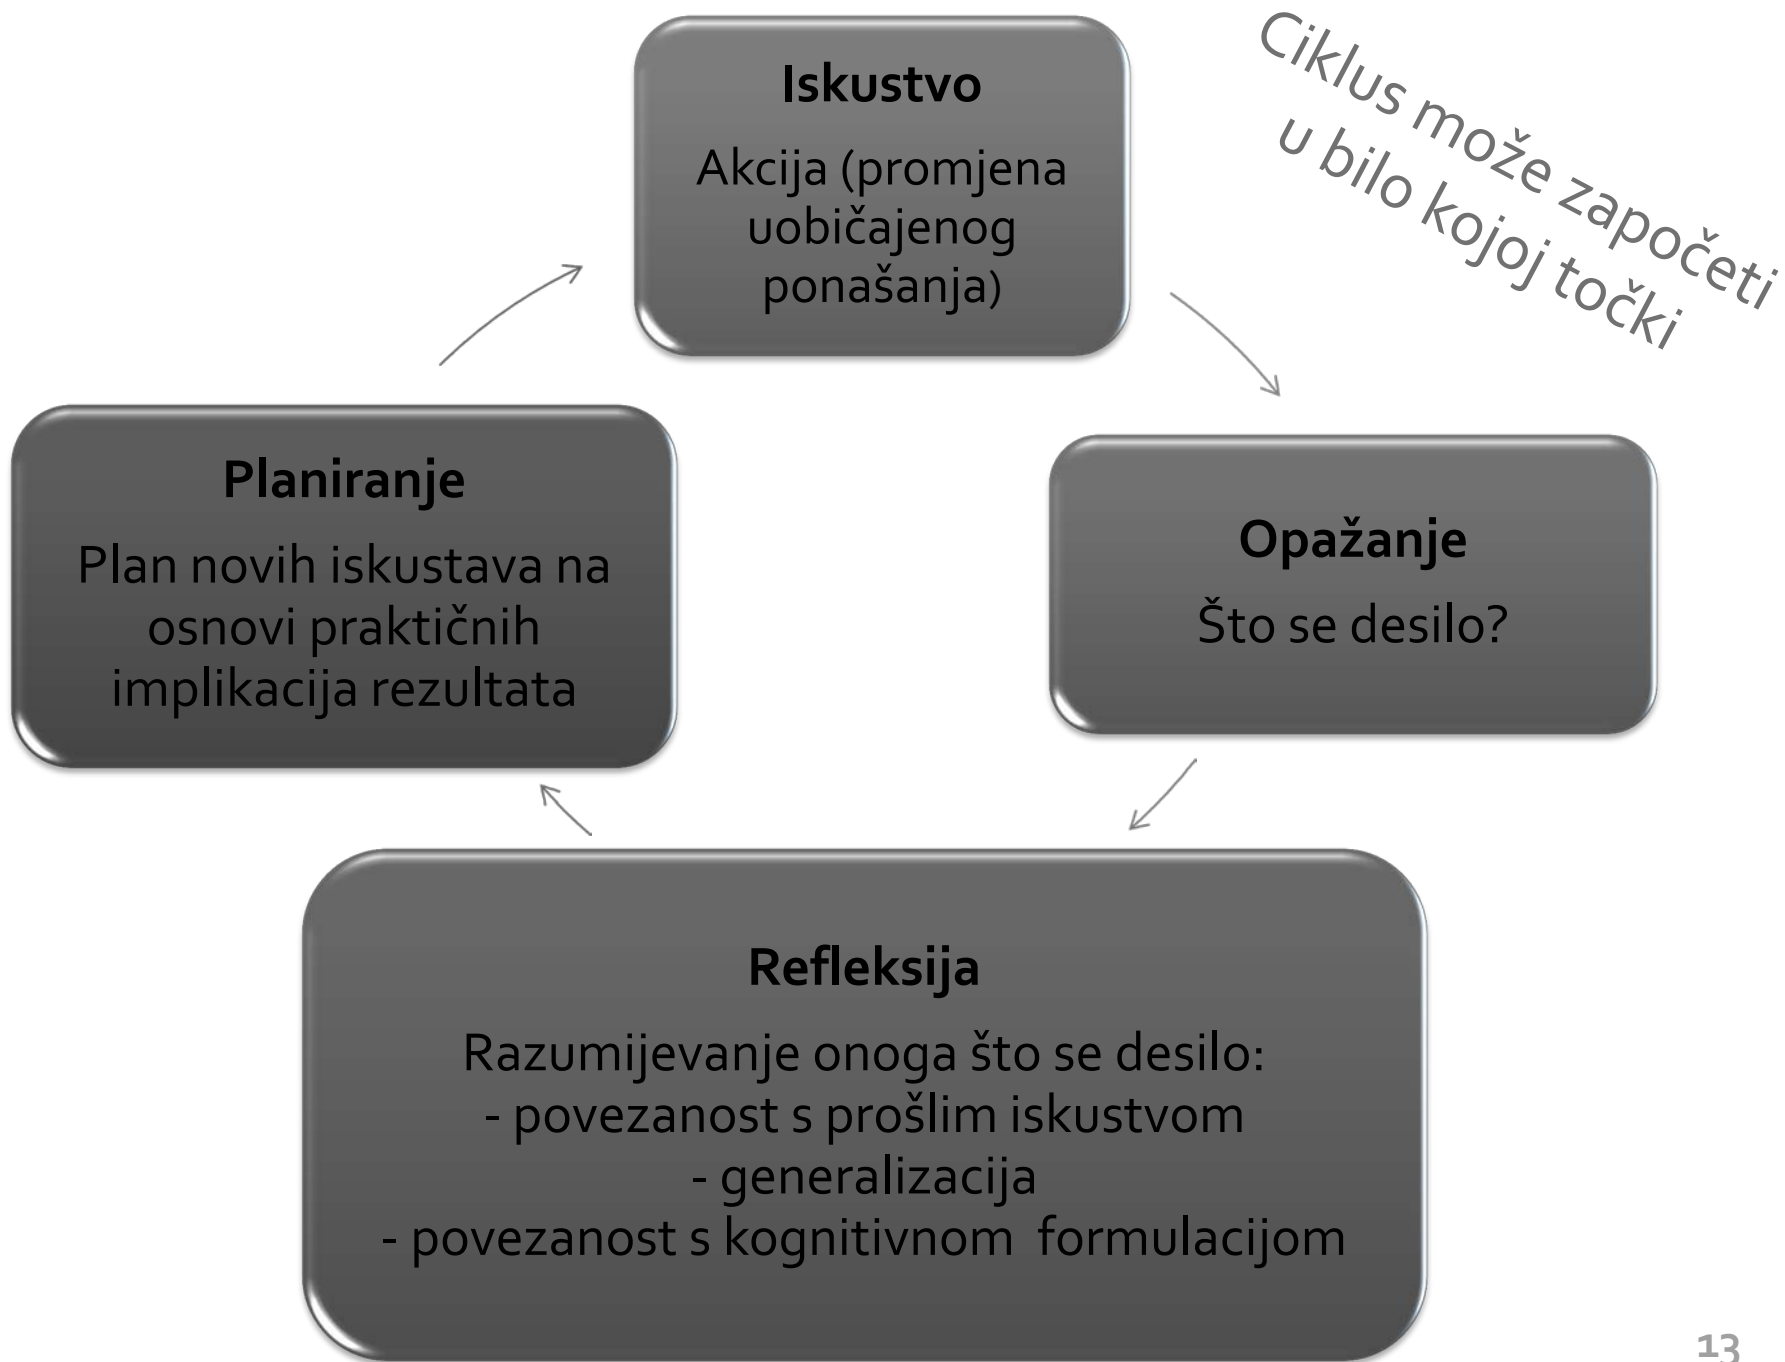 Iskustvo
Akcija (promjena
uobičajenog
ponašanja)
Ciklus može započeti
u bilo kojoj točki
Planiranje
Plan novih iskustava na
osnovi praktičnih
implikacija rezultata
Opažanje
Što se desilo?
Refleksija
Razumijevanje onoga što se desilo:
- povezanost s prošlim iskustvom
- generalizacija
- povezanost s kognitivnom  formulacijom
13